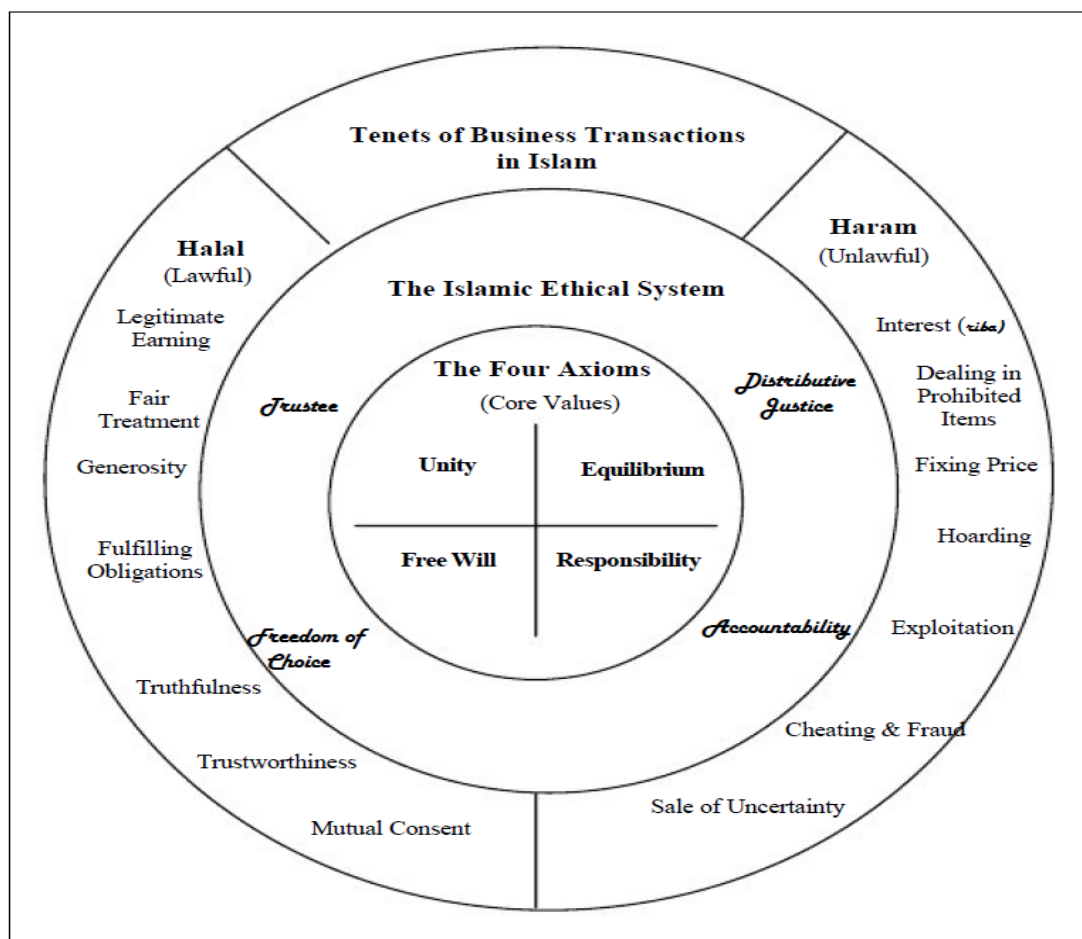 Tenets of Business Transactions
in Islam
Halal
(Lawful)
Legitimate
Earning
Fair
Treatment
Generosity
Fulfilling
Obligations
Truthfulness
Trustworthiness
Mutual Consent
The Islamic Ethical System
Trustee
Distributive
Justice
Freedom of
Choice
Accountability
The Four Axioms
(Core Values)
Unity
Equilibrium
Free Will
Responsibility
Haram
(Unlawful)
Interest (riba)
Dealing in
Prohibited
Items
Fixing Price
Hoarding
Exploitation
Cheating & Fraud
Sale of Uncertainty